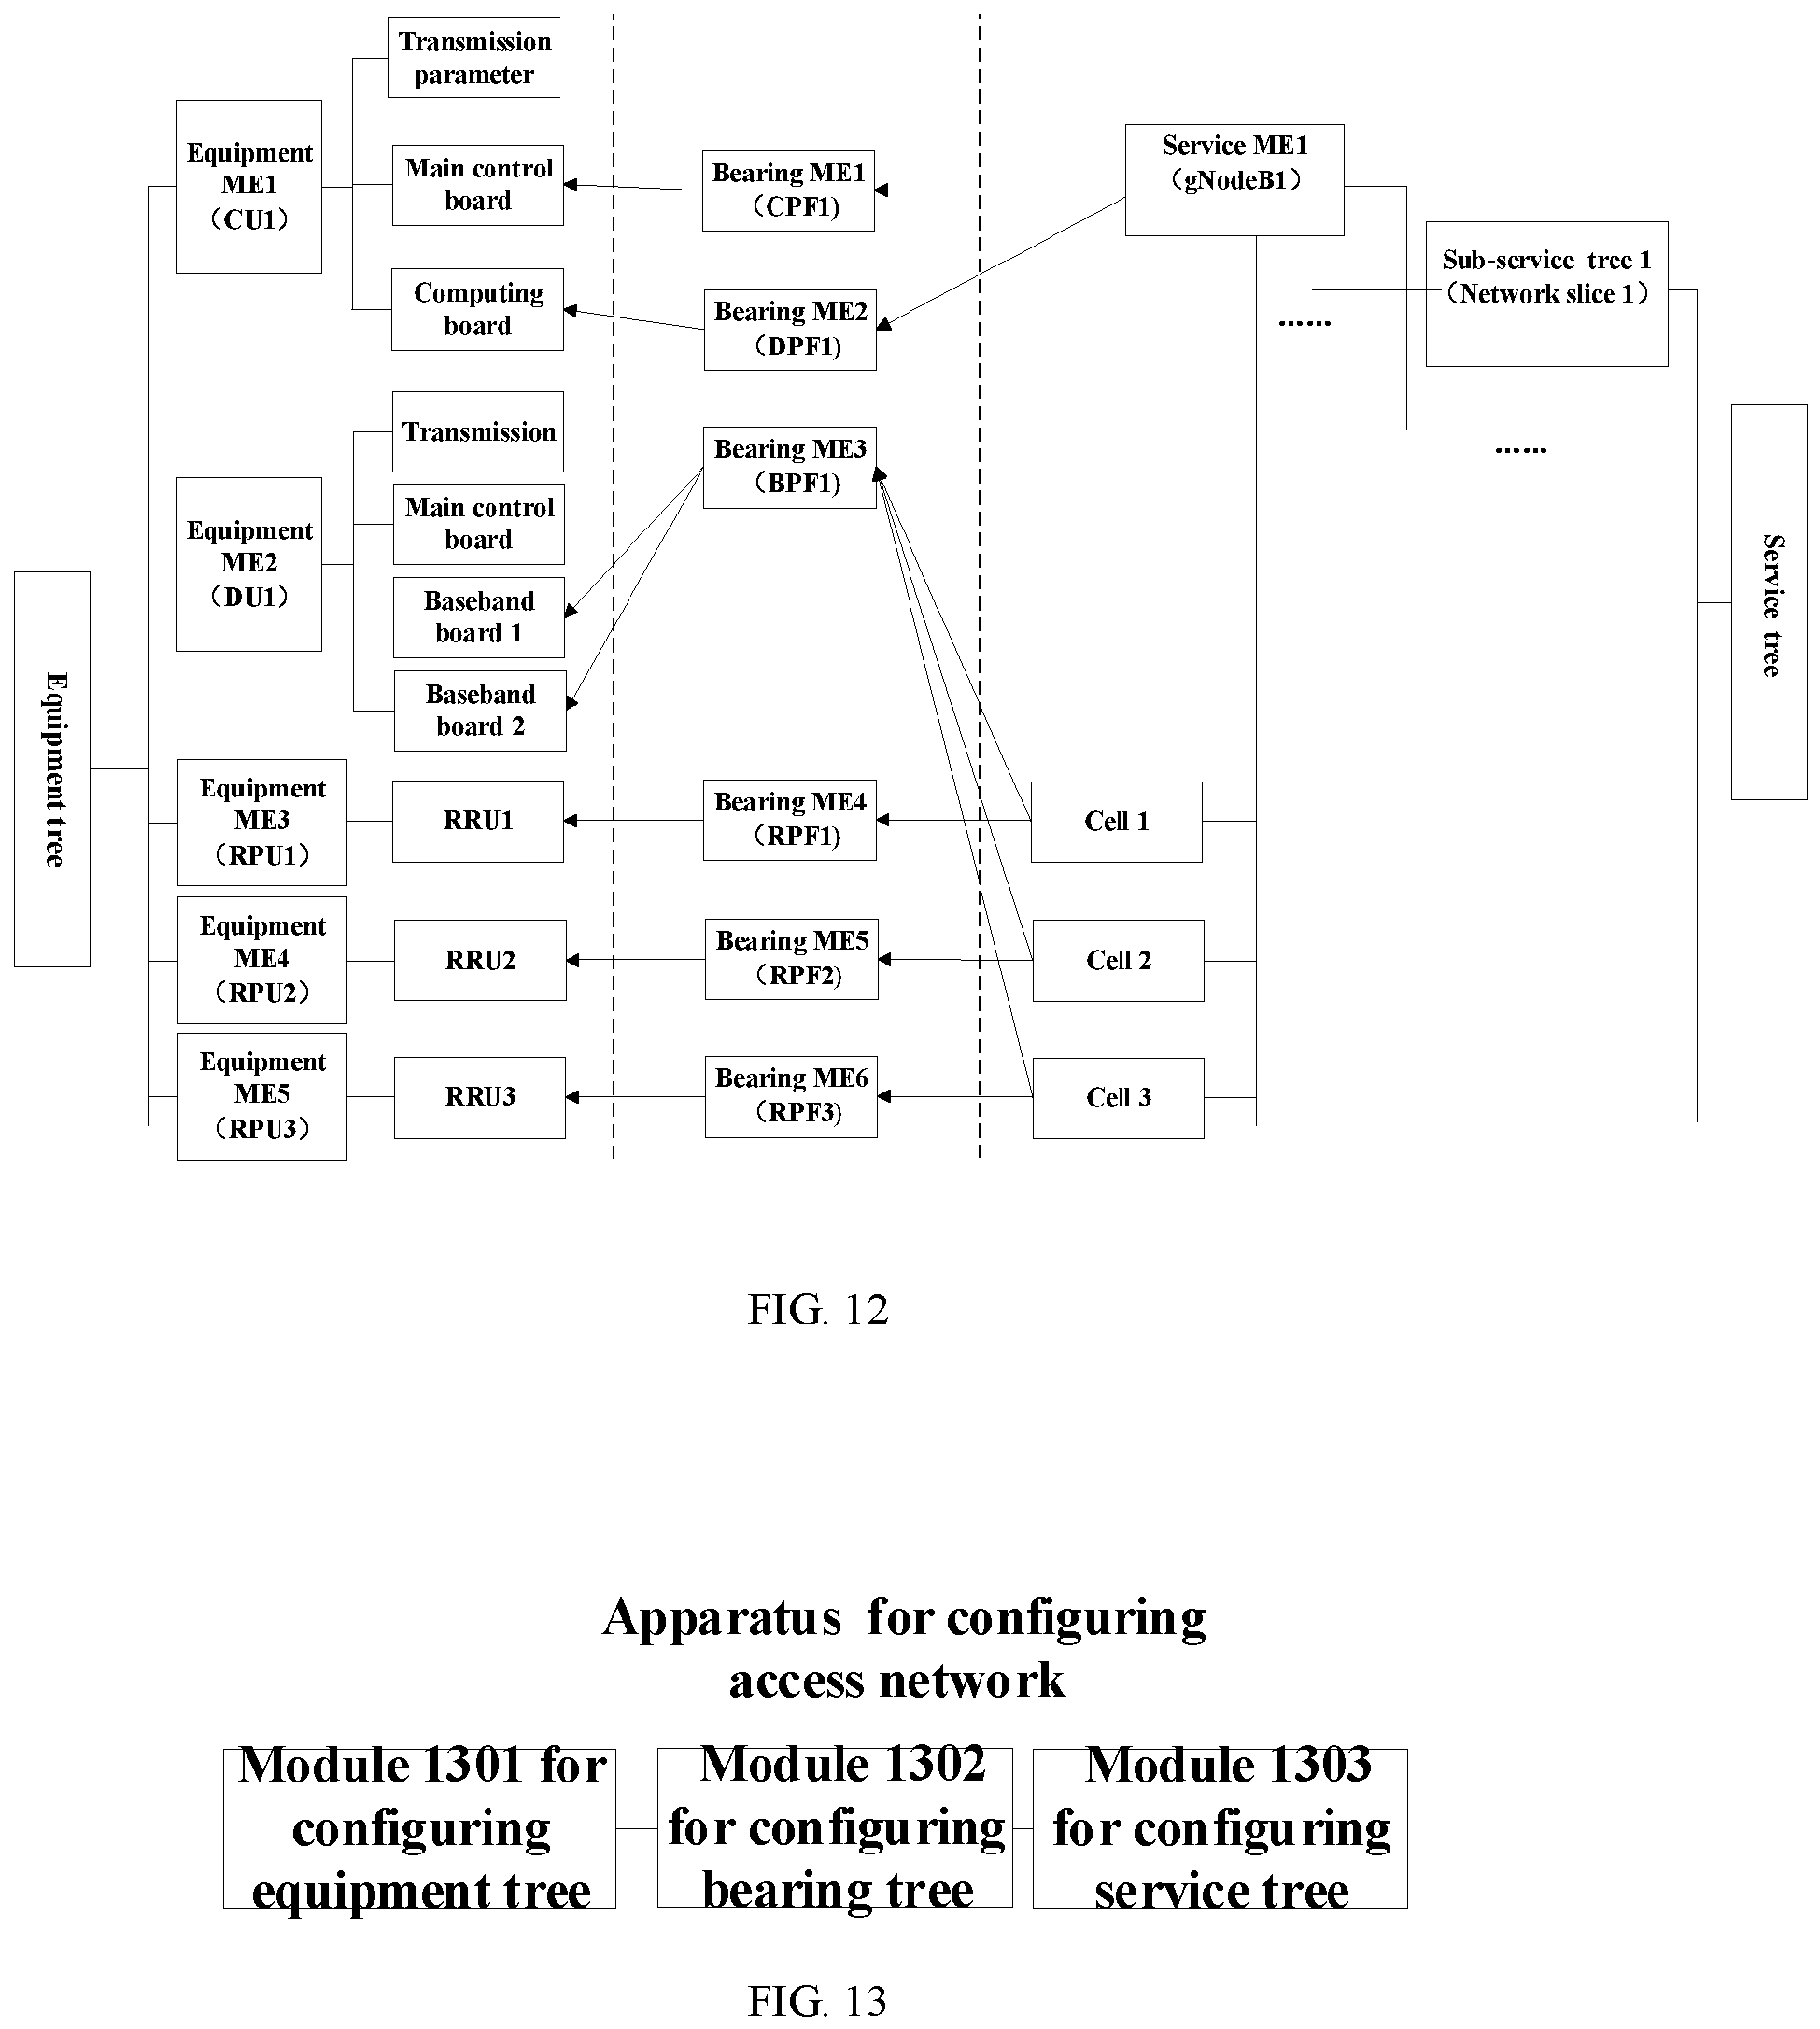 Transmission
parameter
Equipment
ME1
（CU1）
Main control
board
Computing
board
Bearing ME1
（CPF1）
Bearing ME2
（DPF1）
Service ME1
（gNodeB1）
Sub-service tree 1
（Network slice 1）
......
......
Transmission
Main control
board
Equipment
ME2
（DU1）
Baseband
board 1
Baseband
board 2
Bearing ME3
（BPF1）
Service tree
Equipment tree
Equipment
ME3
（RPU1）
RRU1
Bearing ME4
（RPF1）
Cell 1
Equipment
ME4
（RPU2）
RRU2
Bearing ME5
（RPF2）
Cell 2
Equipment
ME5
（RPU3）
RRU3
Bearing ME6
（RPF3）
Cell 3
FIG. 12
Apparatus for configuring
access network
Module 1301 for
configuring
equipment tree
Module 1302
for configuring
bearing tree
Module 1303
for configuring
service tree
FIG. 13